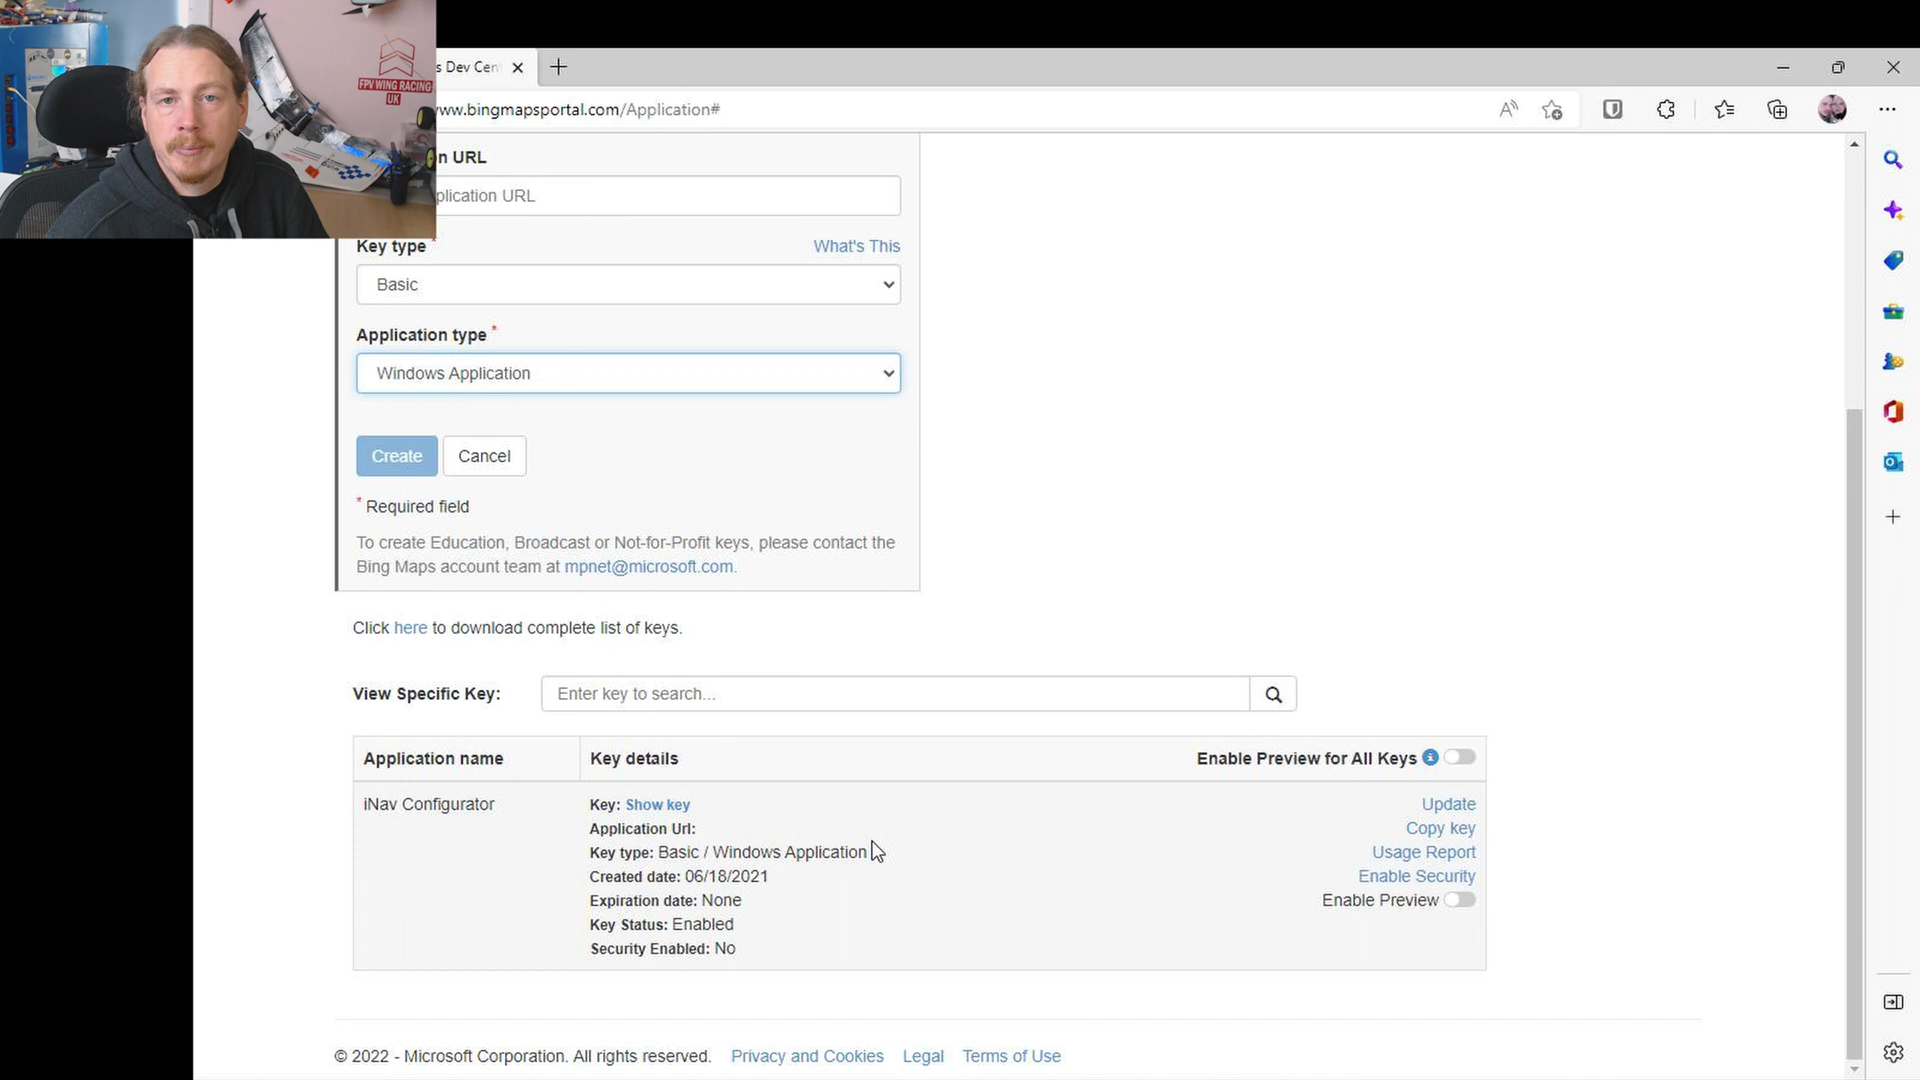 FPV WING RACING
UK
s Dev Cen
www.bingmapsportal.com/Application#
n URL
plication URL
Key type *
What's This
Basic
Application type *
Windows Application
Create
Cancel
* Required field
To create Education, Broadcast or Not-for-Profit keys, please contact the
Bing Maps account team at mpnet@microsoft.com.
Click here to download complete list of keys.
View Specific Key:
Enter key to search...
Application name
Key details
Enable Preview for All Keys
iNav Configurator
Key: Show key
Update
Application Url:
Copy key
Key type: Basic / Windows Application
Usage Report
Created date: 06/18/2021
Enable Security
Expiration date: None
Enable Preview
Key Status: Enabled
Security Enabled: No
© 2022 - Microsoft Corporation. All rights reserved.
Privacy and Cookies
Legal
Terms of Use